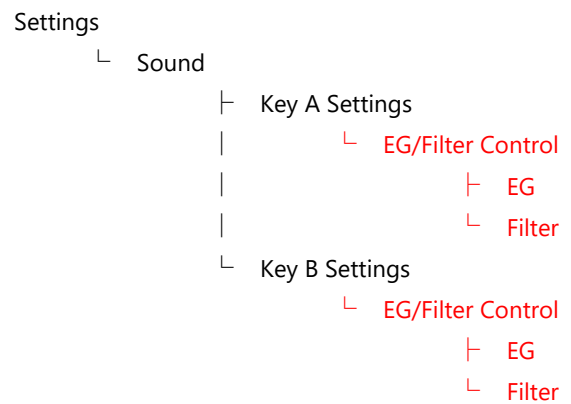 Settings
└ Sound
├ Key A Settings
│ └ EG/Filter Control
│ ├ EG
│ └ Filter
└ Key B Settings
└ EG/Filter Control
├ EG
└ Filter